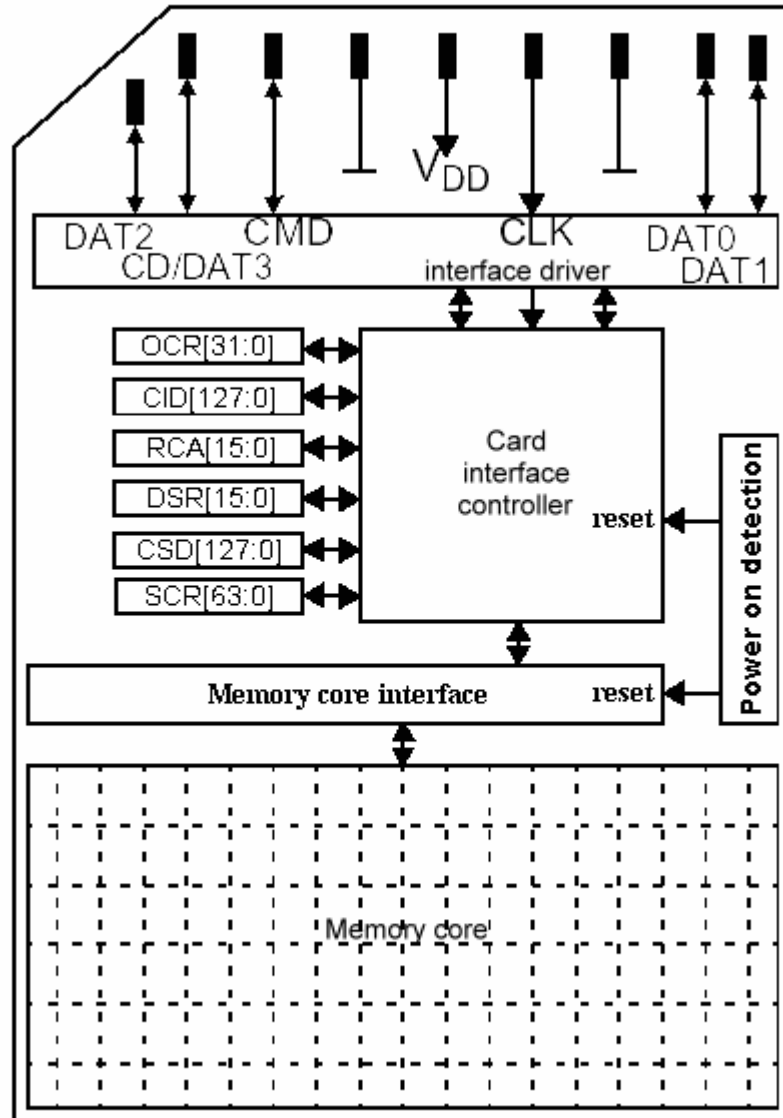 V_DD
DAT2
CMD
CLK
DAT0
CD/DAT3
interface driver
DAT1
OCR[31:0]
CID[127:0]
RCA[15:0]
DSR[15:0]
CSD[127:0]
SCR[63:0]
Card
interface
controller
reset
Power on detection
Memory core interface
reset
Memory core